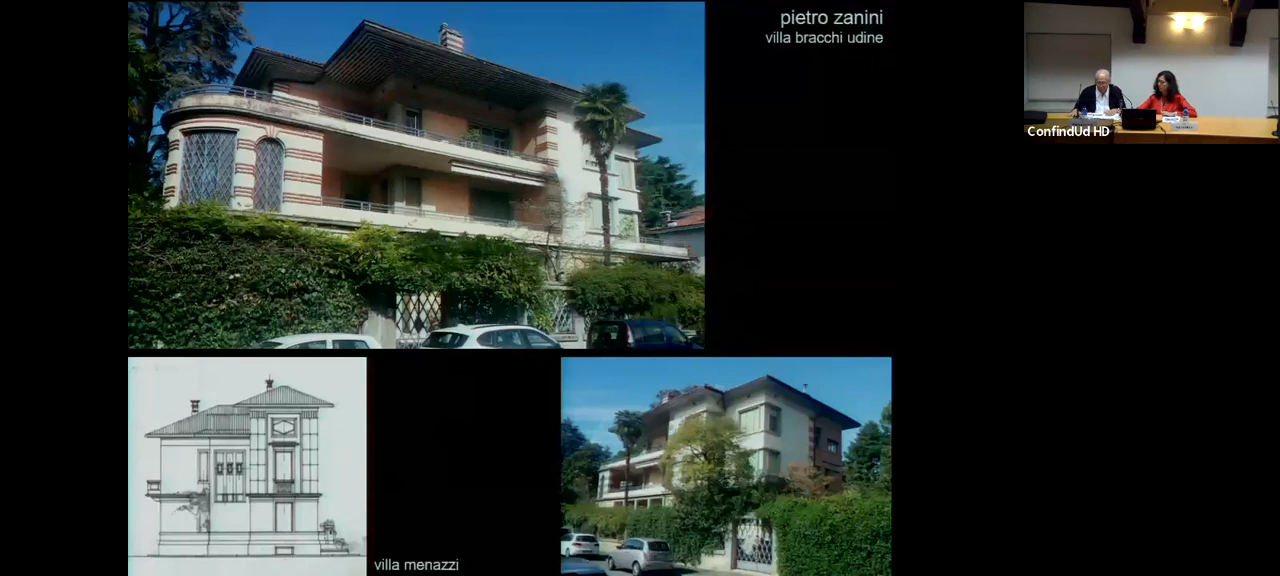 pietro zanini
villa bracchi udine
ConfindUd HD
villa menazzi